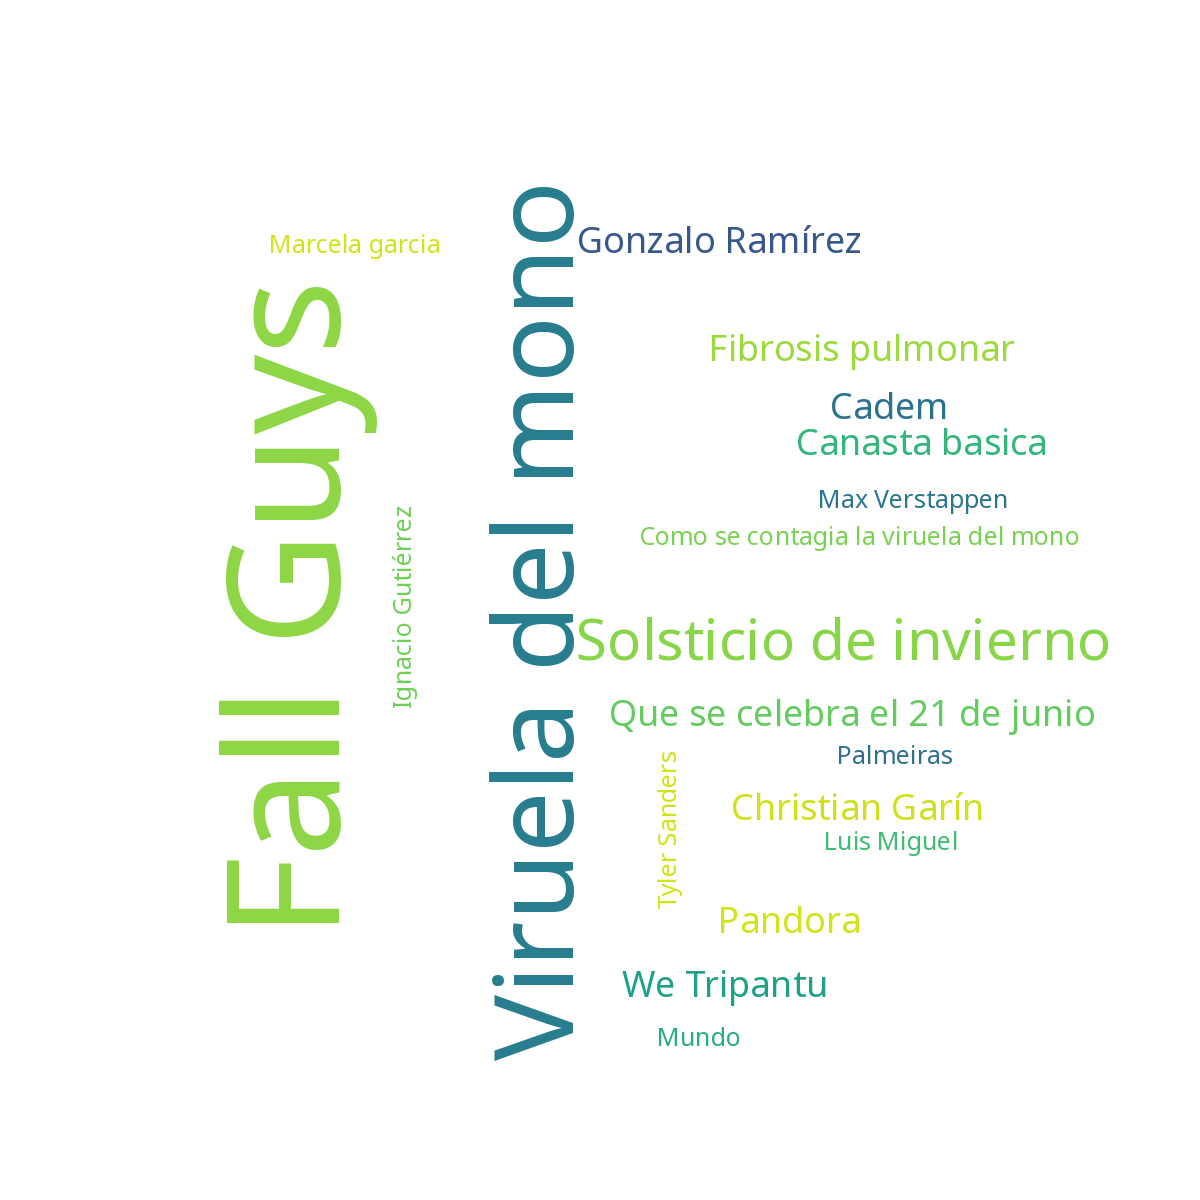 Marcela garcia
Gonzalo Ramírez
Fall Guys
Viruela del mono
Fibrosis pulmonar
Cadem
Canasta basica
Max Verstappen
Ignacio Gutiérrez
Como se contagia la viruela del mono
Solsticio de invierno
Que se celebra el 21 de junio
Palmeiras
Tyler Sanders
Christian Garín
Luis Miguel
Pandora
We Tripantu
Mundo